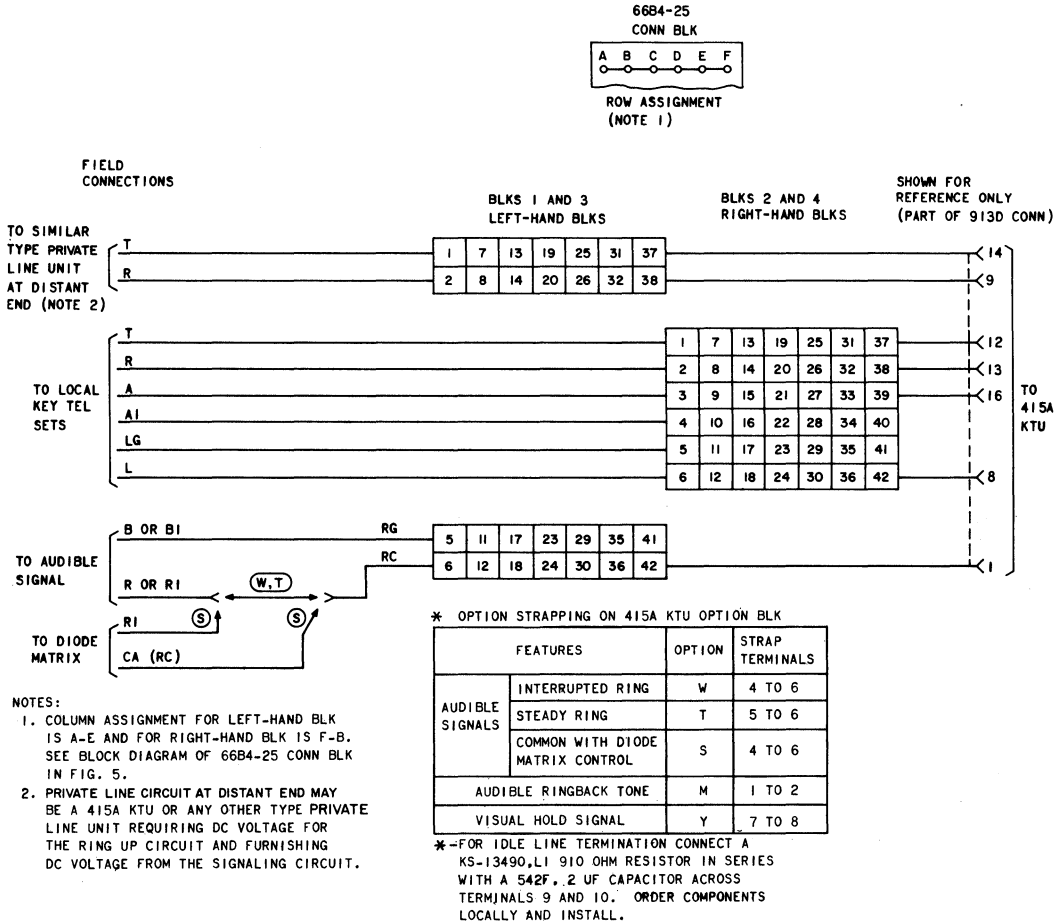 66B4-25
CONN BLK
A B C D E F
ROW ASSIGNMENT
(NOTE 1)
FIELD
CONNECTIONS
BLKS 1 AND 3
LEFT-HAND BLKS
BLKS 2 AND 4
RIGHT-HAND BLKS
SHOWN FOR
REFERENCE ONLY
(PART OF 913D CONN)
TO SIMILAR
TYPE PRIVATE
LINE UNIT
AT DISTANT
END (NOTE 2)
T 1 7 13 19 25 31 37 14
R 2 8 14 20 26 32 38 9
TO LOCAL
KEY TEL
SETS
T 1 7 13 19 25 31 37 12
R 2 8 14 20 26 32 38 13
A 3 9 15 21 27 33 39 16
A1 4 10 16 22 28 34 40
LG 5 11 17 23 29 35 41
L 6 12 18 24 30 36 42 8
TO
415A
KTU
TO AUDIBLE
SIGNAL
B OR B1 RG 5 11 17 23 29 35 41
RC 6 12 18 24 30 36 42 1
R OR R1 W,T
TO DIODE
MATRIX
R1 S S
CA (RC)
* OPTION STRAPPING ON 415A KTU OPTION BLK
FEATURES OPTION STRAP TERMINALS
AUDIBLE SIGNALS
INTERRUPTED RING W 4 TO 6
STEADY RING T 5 TO 6
COMMON WITH DIODE MATRIX CONTROL S 4 TO 6
AUDIBLE RINGBACK TONE M 1 TO 2
VISUAL HOLD SIGNAL Y 7 TO 8
*-FOR IDLE LINE TERMINATION CONNECT A
KS-13490,L1 910 OHM RESISTOR IN SERIES
WITH A 542F, .2 UF CAPACITOR ACROSS
TERMINALS 9 AND 10. ORDER COMPONENTS
LOCALLY AND INSTALL.
NOTES:
1. COLUMN ASSIGNMENT FOR LEFT-HAND BLK
IS A-E AND FOR RIGHT-HAND BLK IS F-B.
SEE BLOCK DIAGRAM OF 66B4-25 CONN BLK
IN FIG. 5.
2. PRIVATE LINE CIRCUIT AT DISTANT END MAY
BE A 415A KTU OR ANY OTHER TYPE PRIVATE
LINE UNIT REQUIRING DC VOLTAGE FOR
THE RING UP CIRCUIT AND FURNISHING
DC VOLTAGE FROM THE SIGNALING CIRCUIT.